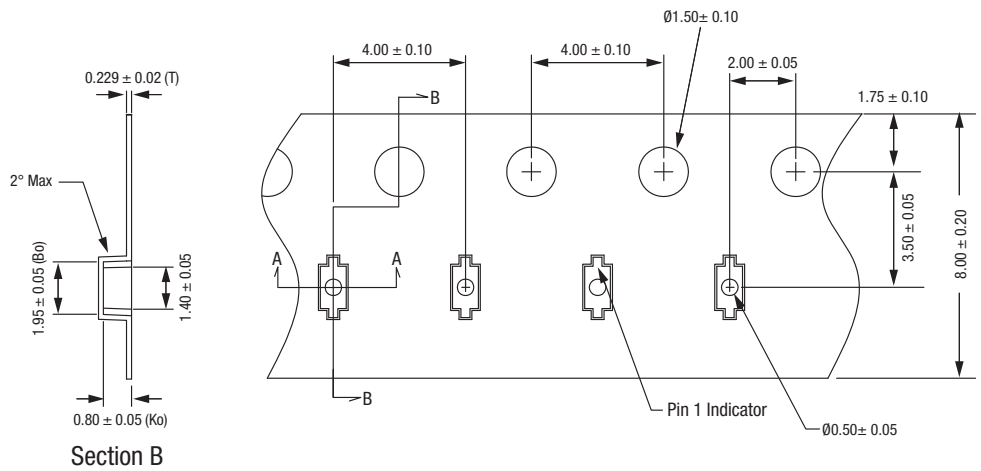 Ø1.50± 0.10
4.00 ± 0.10
4.00 ± 0.10
2.00 ± 0.05
0.229 ± 0.02 (T)
B
1.75 ± 0.10
2° Max
3.50 ± 0.05
8.00 ± 0.20
A
A
1.95 ± 0.05 (Bo)
1.40 ± 0.05
B
Pin 1 Indicator
0.80 ± 0.05 (Ko)
Ø0.50± 0.05
Section B